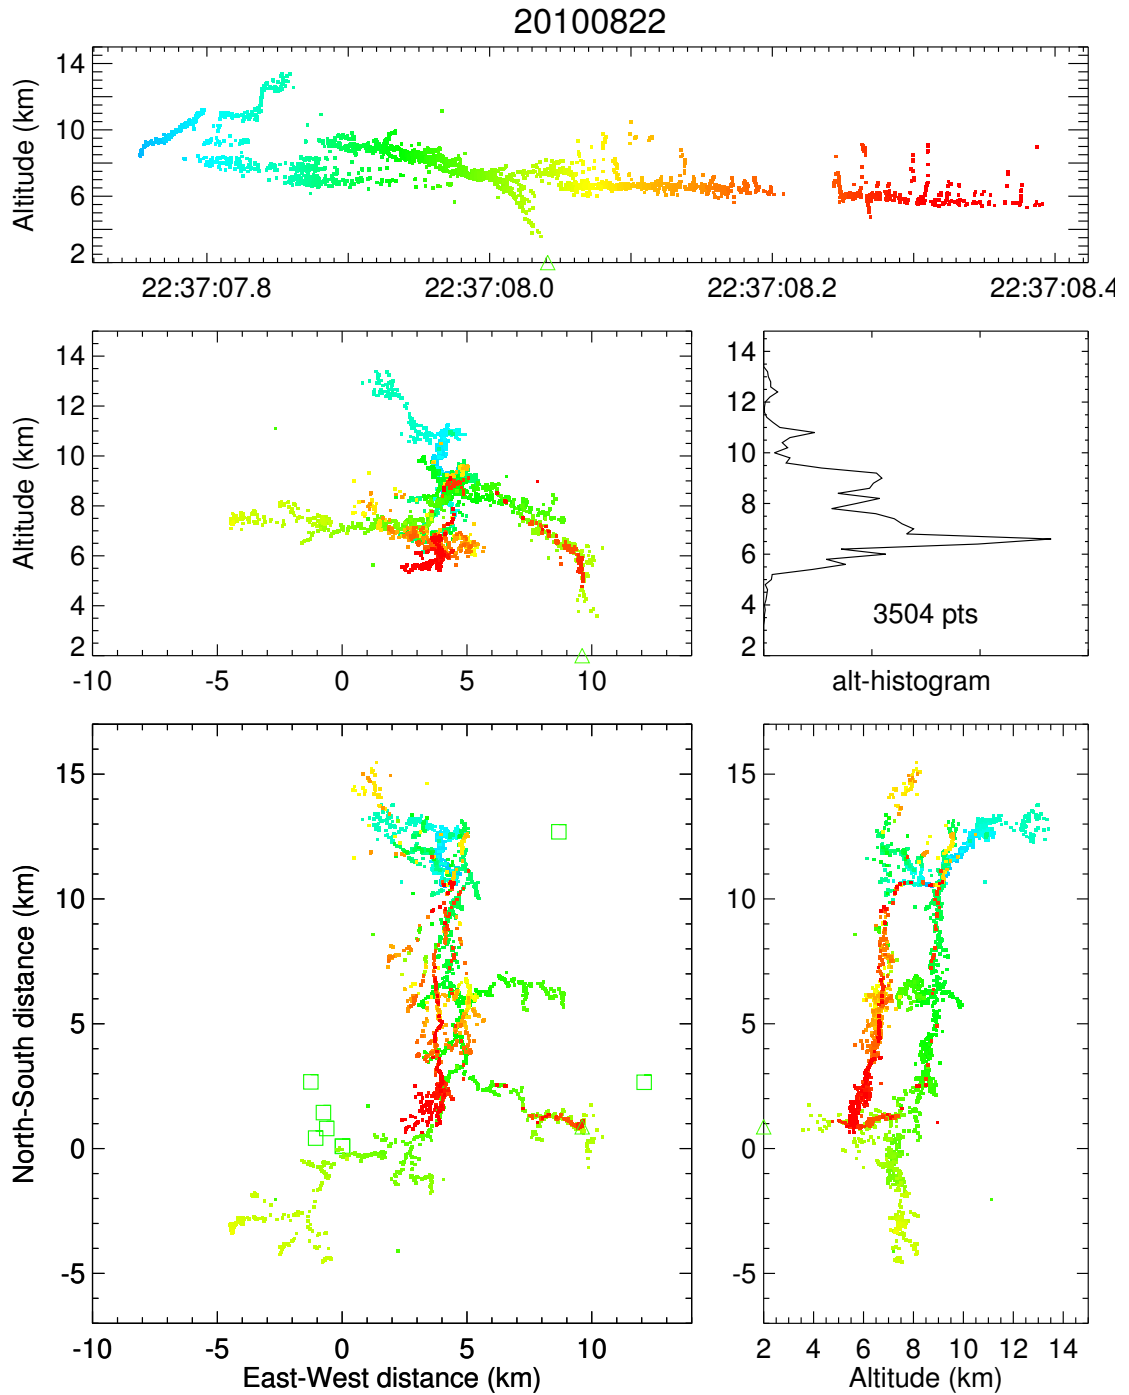 20100822
14
10
6
2
Altitude (km)
22:37:07.8 22:37:08.0 22:37:08.2 22:37:08.4
14
12
10
8
6
4
2
Altitude (km)
-10 -5 0 5 10
14
12
10
8
6
4
2
3504 pts
alt-histogram
15
10
5
0
-5
North-South distance (km)
-10 -5 0 5 10
East-West distance (km)
15
10
5
0
-5
2 4 6 8 10 12 14
Altitude (km)